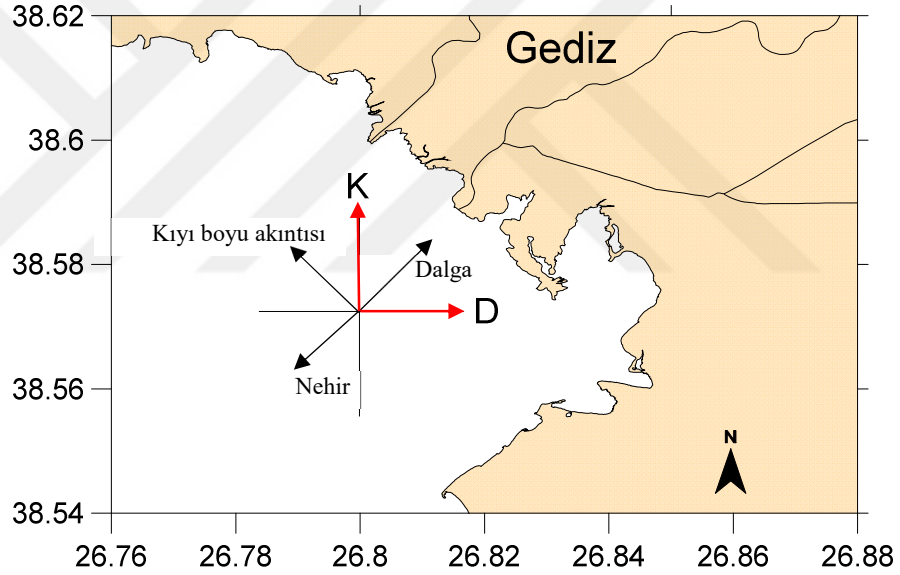 38.62
Gediz
38.6
K
Kıyı boyu akıntısı
38.58
Dalga
D
38.56
Nehir
N
38.54
26.76 26.78 26.8 26.82 26.84 26.86 26.88